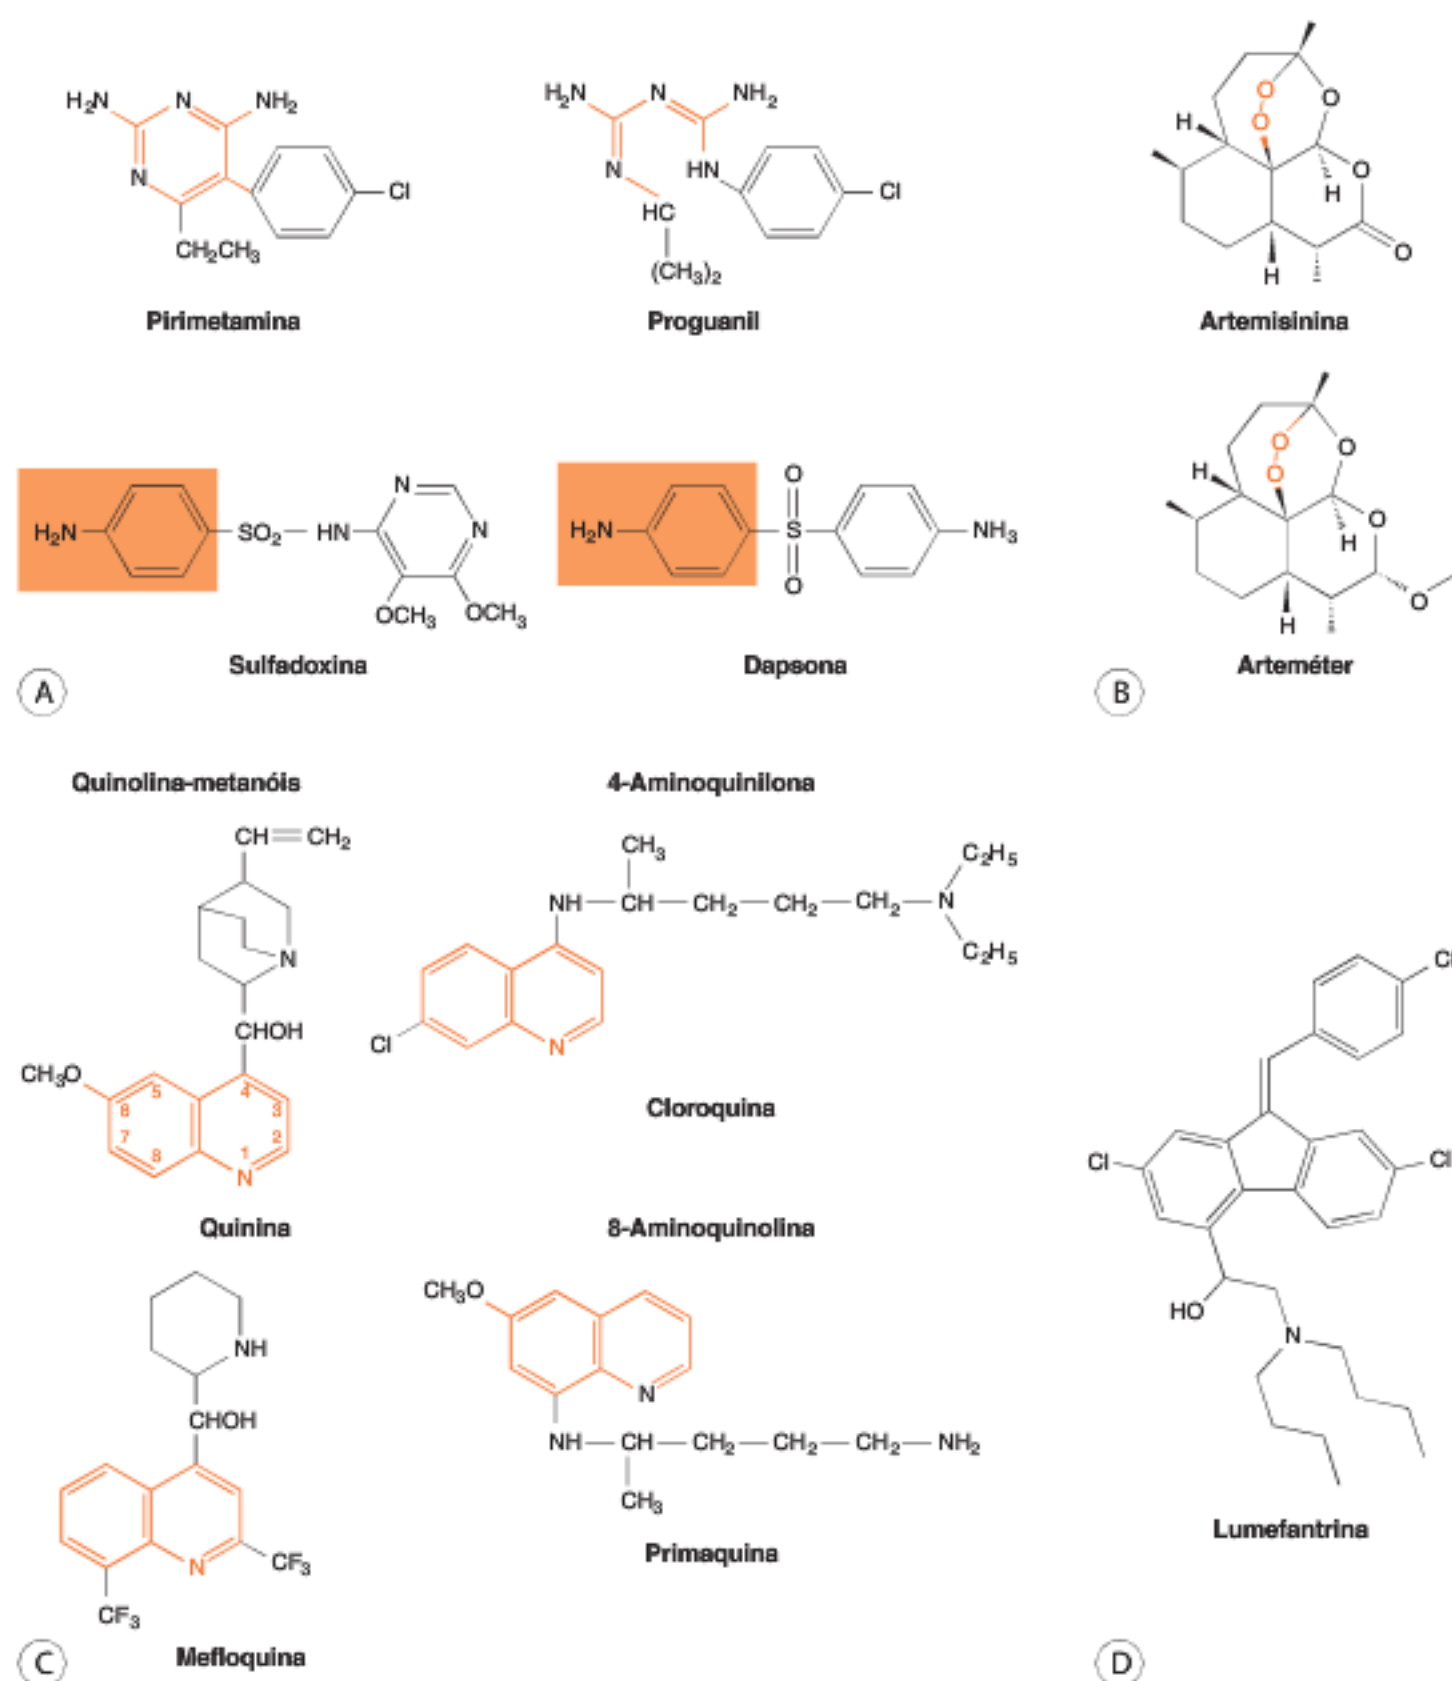 H₂N N NH₂
N
Cl
CH₂CH₃
Pirimetamina
H₂N N NH₂
N HN
Cl
HC
(CH₃)₂
Proguanil
O
O O
H
O
H
O
H
Artemisinina
H₂N SO₂ HN N
N
OCH₃ OCH₃
Sulfadoxina
O
H₂N S NH₃
O
Dapsona
A
O
O O
H
O
H
O
H
Arteméter
B
Quinolina-metanóis
CH CH₂
N
CHOH
CH₃O
5 4
6 3
7 2
8 1
N
Quinina
NH
CHOH
N
CF₃
CF₃
Mefloquina
C
4-Aminoquinilona
CH₃ C₂H₅
NH CH CH₂ CH₂ CH₂ N
C₂H₅
Cl N
Cloroquina
8-Aminoquinolina
CH₃O
N
NH CH CH₂ CH₂ CH₂ NH₂
CH₃
Primaquina
Cl
Cl Cl
HO
N
Lumefantrina
D